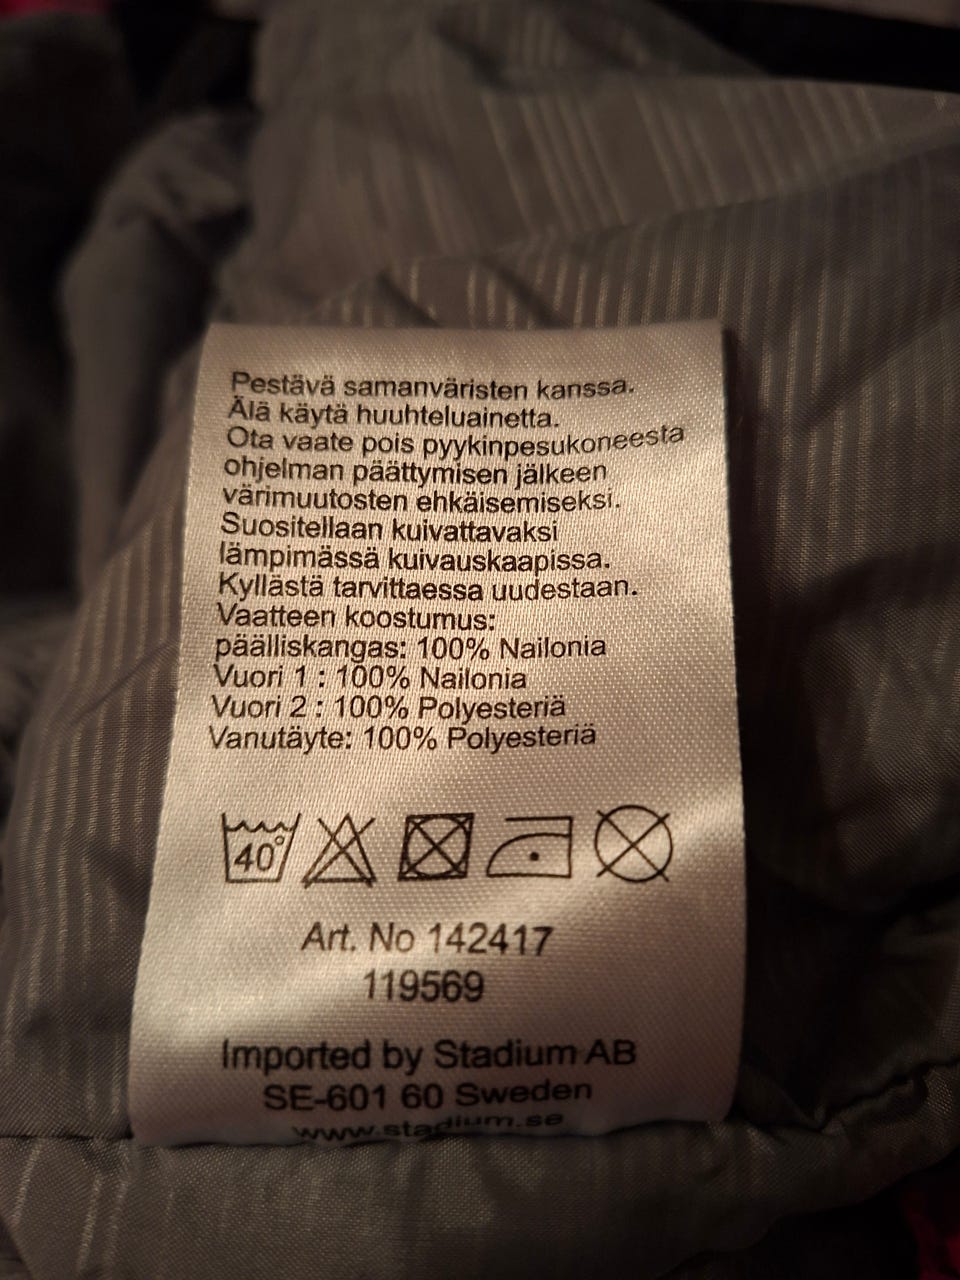 Pestävä samanväristen kanssa.
Älä käytä huuhteluainetta.
Ota vaate pois pyykinpesukoneesta
ohjelman päättymisen jälkeen
värimuutosten ehkäisemiseksi.
Suositellaan kuivattavaksi
lämpimässä kuivauskaapissa.
Kyllästä tarvittaessa uudestaan.
Vaatteen koostumus:
päälliskangas: 100% Nailonia
Vuori 1 : 100% Nailonia
Vuori 2 : 100% Polyesteriä
Vanutäyte: 100% Polyesteriä
40°
Art. No 142417
119569
Imported by Stadium AB
SE-601 60 Sweden
www.stadium.se